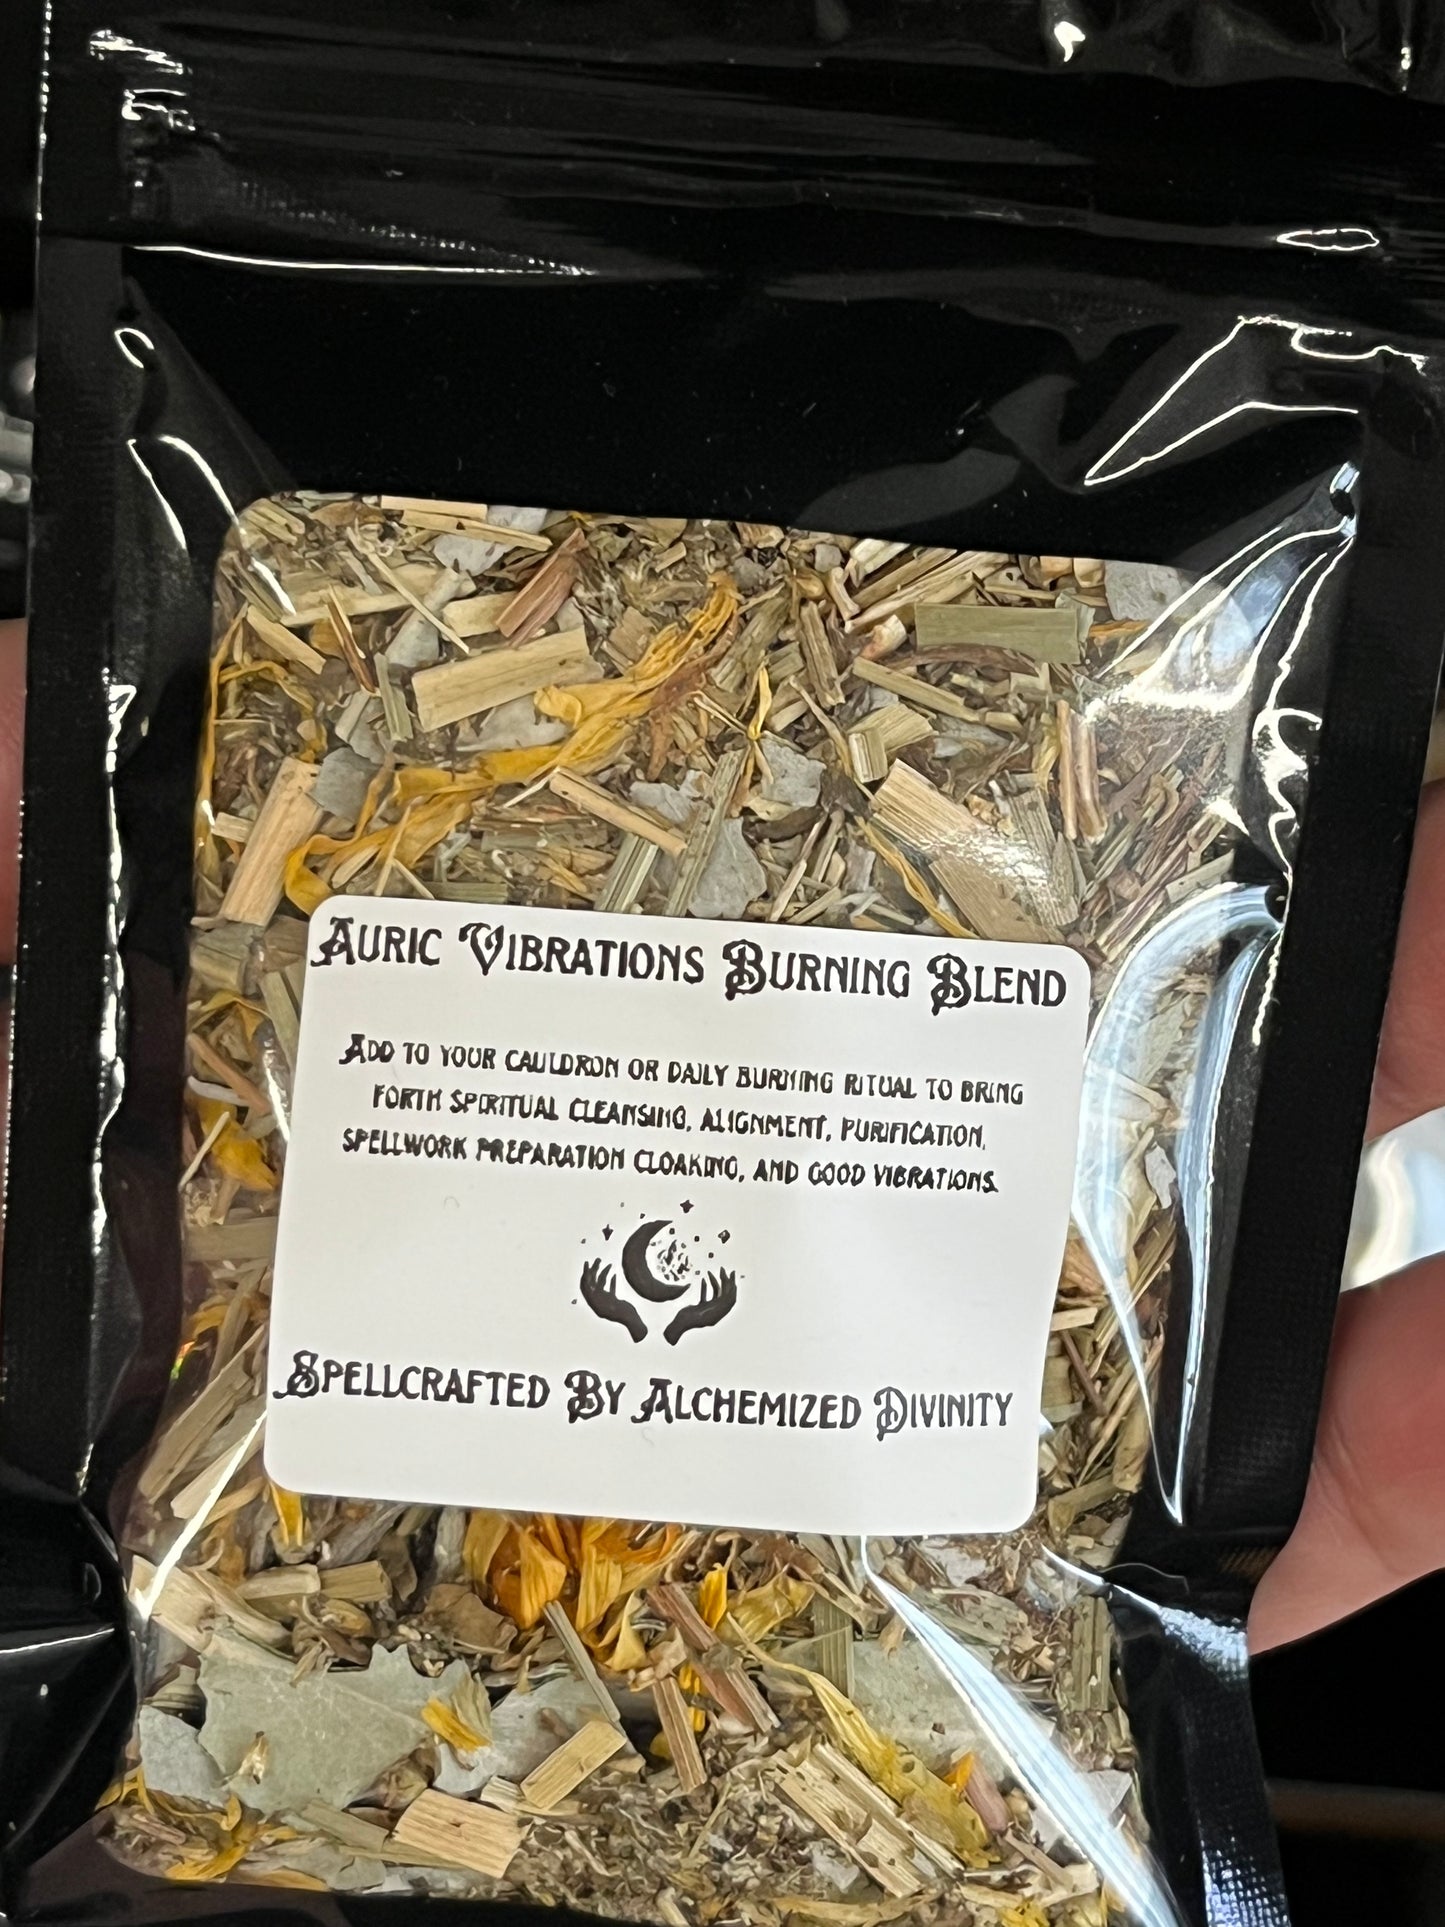 Auric Vibrations Burning Blend
Add to your cauldron or daily burning ritual to bring
forth spiritual cleansing, alignment, purification,
spellwork preparation cloaking, and good vibrations.
Spellcrafted By Alchemized Divinity